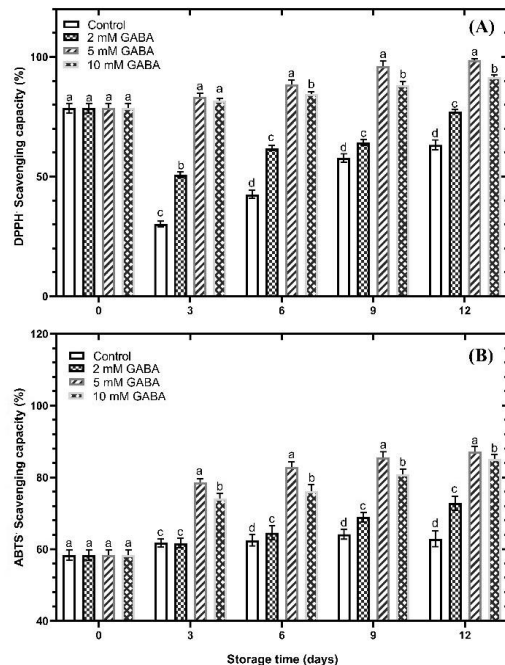 (A)
Control
2 mM GABA
5 mM GABA
10 mM GABA
DPPH· Scavenging capacity (%)
100
50
0
a a a a
c b a a
d c a b
d c a b
d c a b
0 3 6 9 12
(B)
Control
2 mM GABA
5 mM GABA
10 mM GABA
ABTS· Scavenging capacity (%)
120
100
80
60
40
a a a a
c c a b
d c a b
d c a b
d c a b
0 3 6 9 12
Storage time (days)